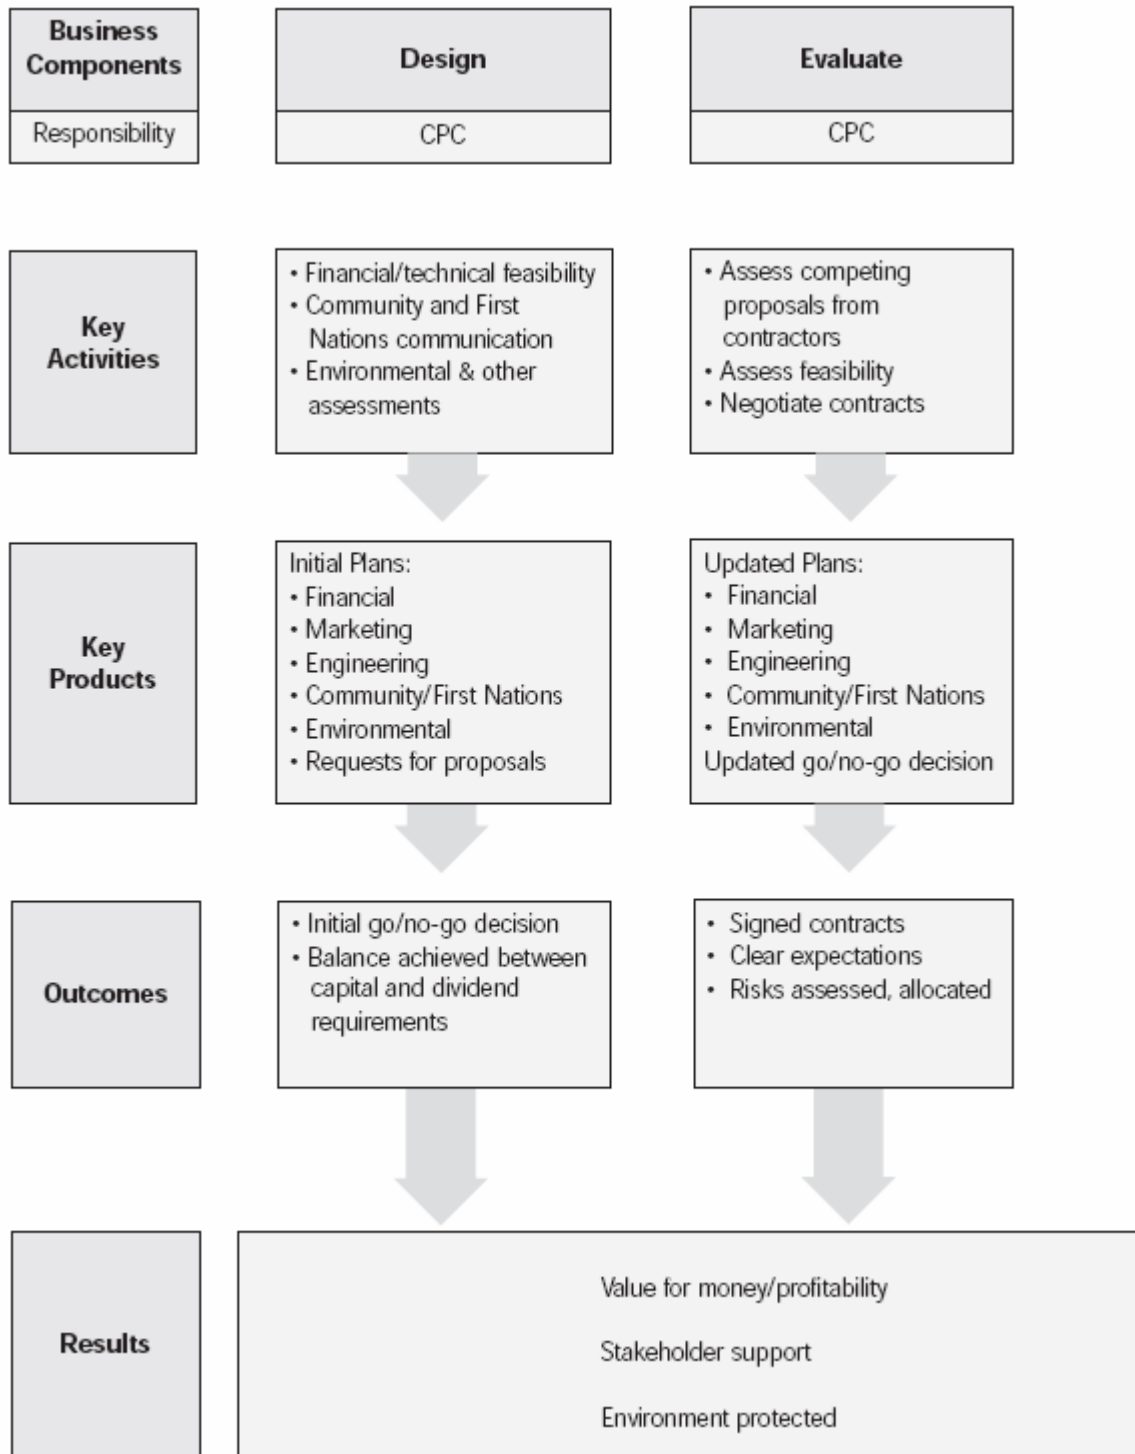 Business
Components
Design
Evaluate
Responsibility
CPC
CPC
Key
Activities
• Financial/technical feasibility
• Community and First
Nations communication
• Environmental & other
assessments
• Assess competing
proposals from
contractors
• Assess feasibility
• Negotiate contracts
Key
Products
Initial Plans:
• Financial
• Marketing
• Engineering
• Community/First Nations
• Environmental
• Requests for proposals
Updated Plans:
• Financial
• Marketing
• Engineering
• Community/First Nations
• Environmental
Updated go/no-go decision
Outcomes
• Initial go/no-go decision
• Balance achieved between
capital and dividend
requirements
• Signed contracts
• Clear expectations
• Risks assessed, allocated
Results
Value for money/profitability
Stakeholder support
Environment protected